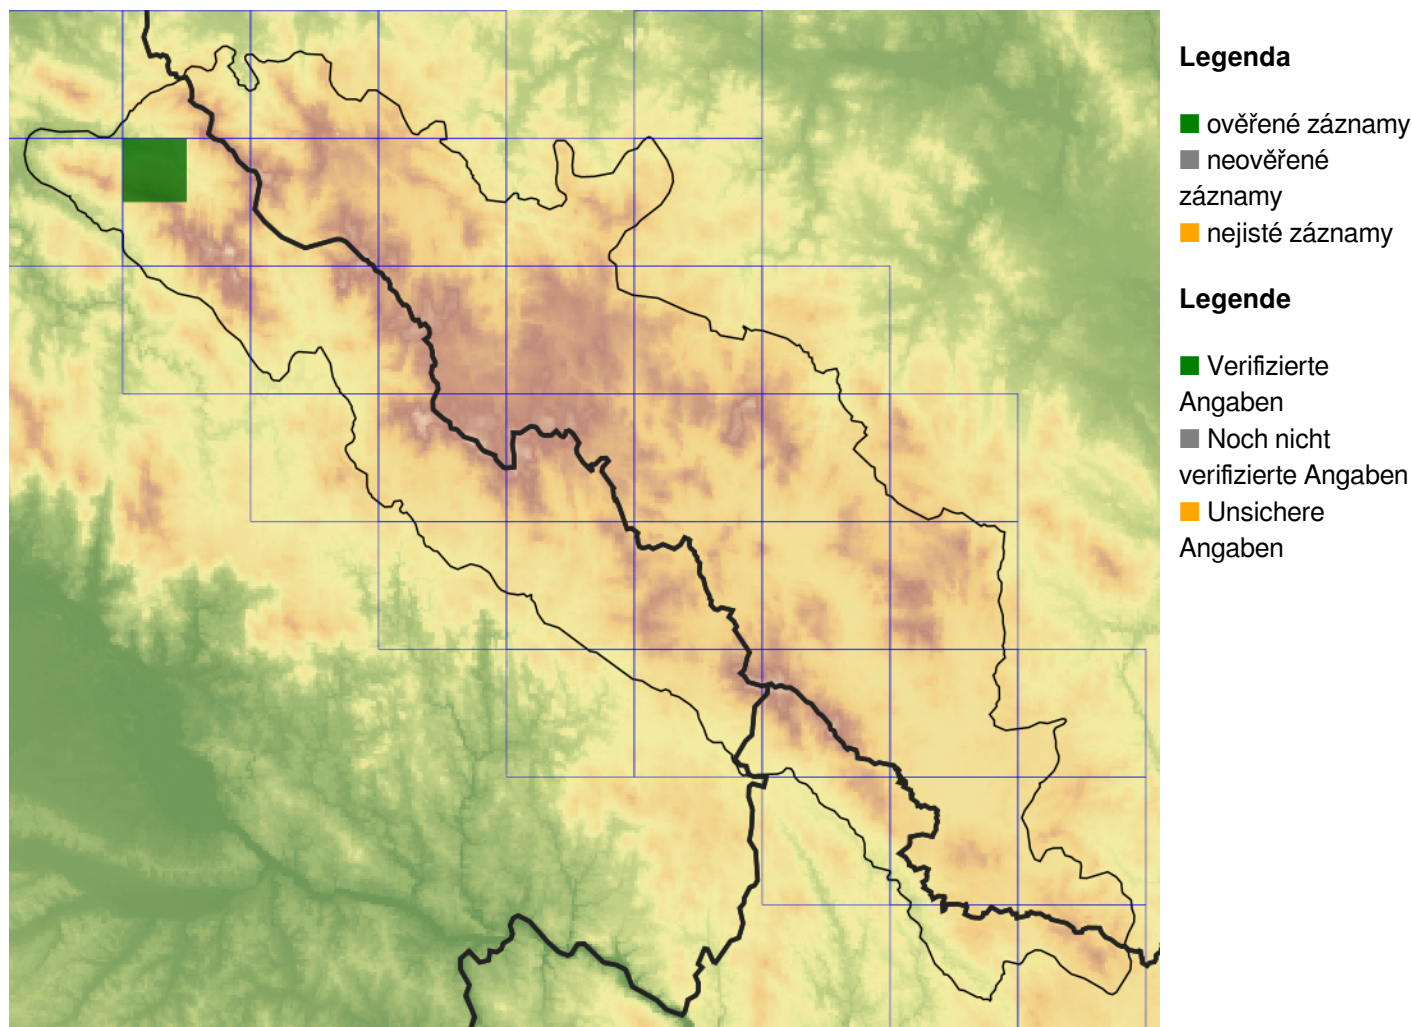 Legenda
ověřené záznamy
neověřené
záznamy
nejisté záznamy
Legende
Verifizierte
Angaben
Noch nicht
verifizierte Angaben
Unsichere
Angaben